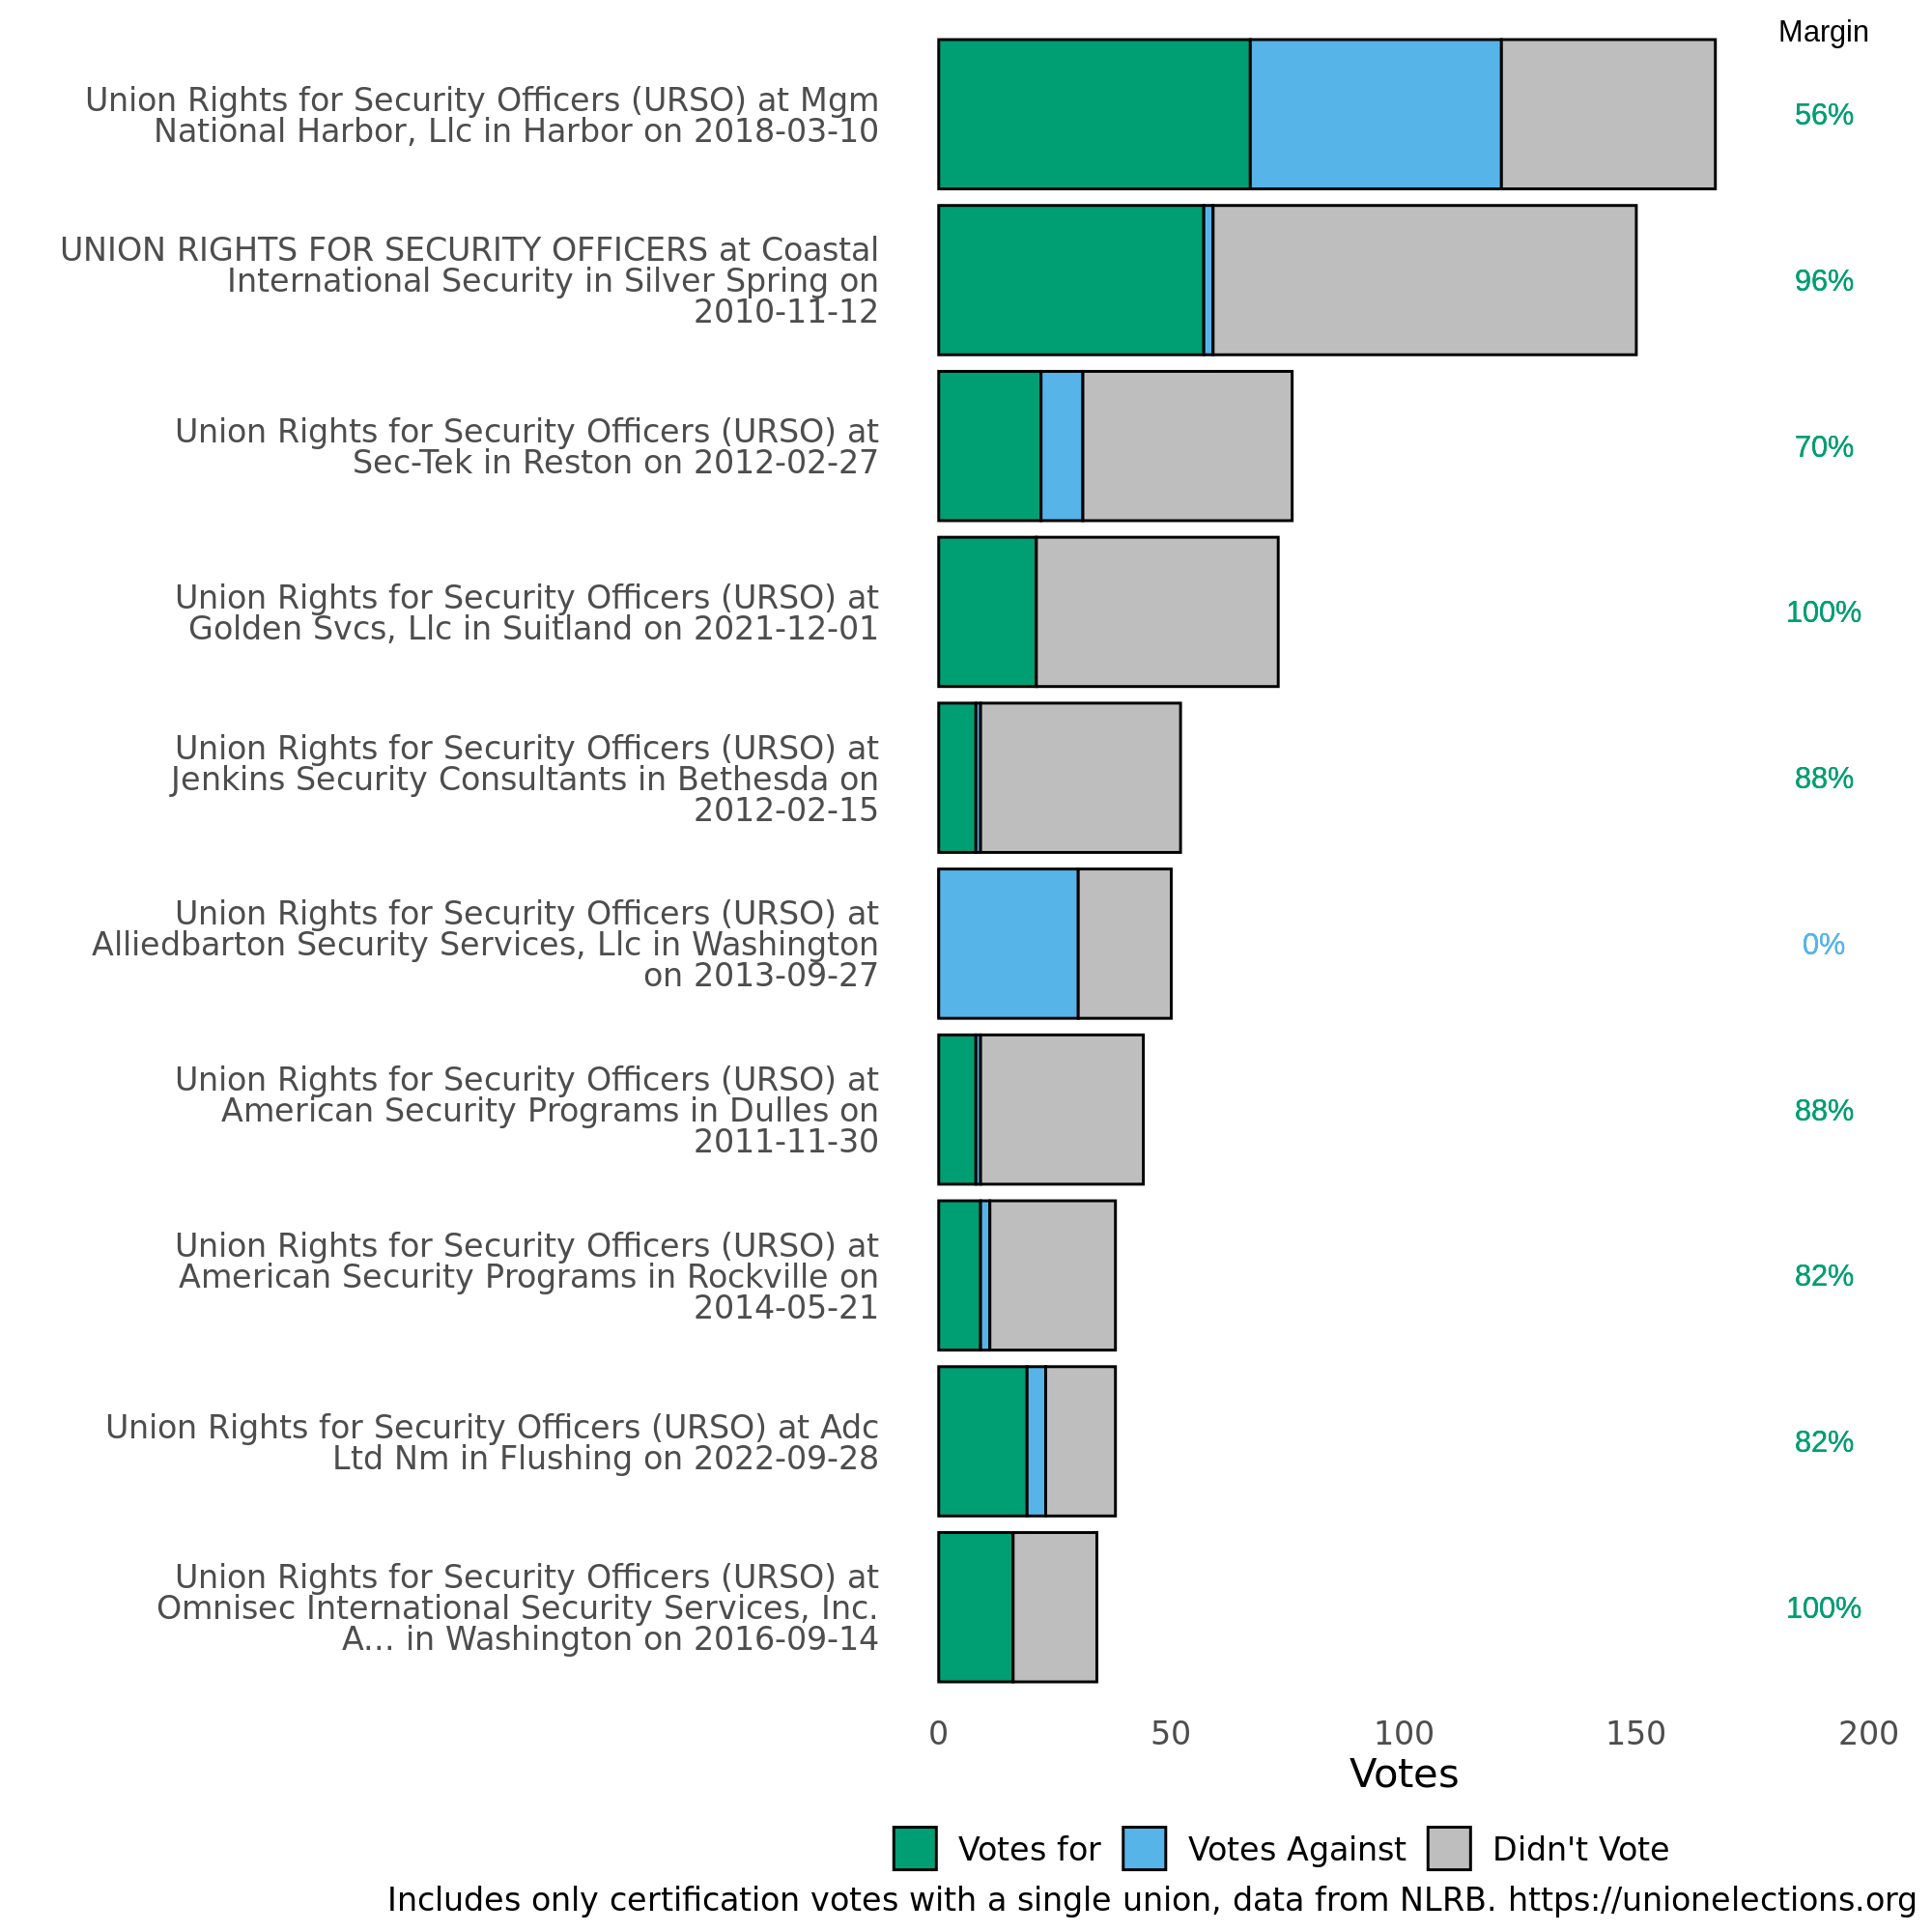 Margin
Union Rights for Security Officers (URSO) at Mgm
National Harbor, Llc in Harbor on 2018-03-10
56%
UNION RIGHTS FOR SECURITY OFFICERS at Coastal
International Security in Silver Spring on
2010-11-12
96%
Union Rights for Security Officers (URSO) at
Sec-Tek in Reston on 2012-02-27
70%
Union Rights for Security Officers (URSO) at
Golden Svcs, Llc in Suitland on 2021-12-01
100%
Union Rights for Security Officers (URSO) at
Jenkins Security Consultants in Bethesda on
2012-02-15
88%
Union Rights for Security Officers (URSO) at
Alliedbarton Security Services, Llc in Washington
on 2013-09-27
0%
Union Rights for Security Officers (URSO) at
American Security Programs in Dulles on
2011-11-30
88%
Union Rights for Security Officers (URSO) at
American Security Programs in Rockville on
2014-05-21
82%
Union Rights for Security Officers (URSO) at Adc
Ltd Nm in Flushing on 2022-09-28
82%
Union Rights for Security Officers (URSO) at
Omnisec International Security Services, Inc.
A... in Washington on 2016-09-14
100%
0 50 100 150 200
Votes
Votes for Votes Against Didn't Vote
Includes only certification votes with a single union, data from NLRB. https://unionelections.org